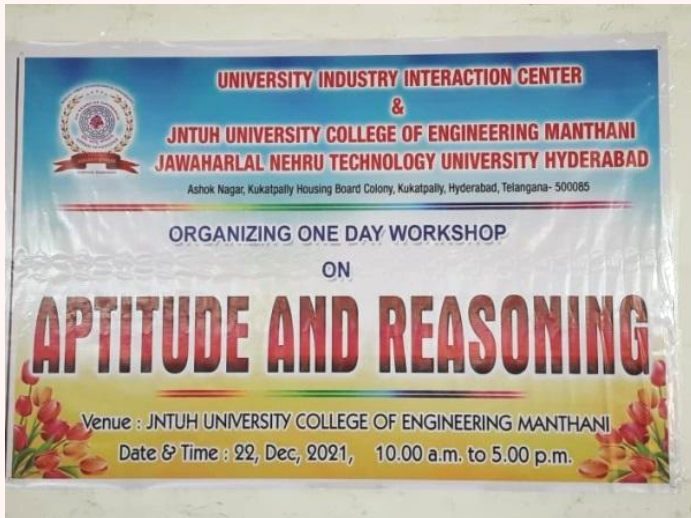 UNIVERSITY INDUSTRY INTERACTION CENTER
&
JNTUH UNIVERSITY COLLEGE OF ENGINEERING MANTHANI
JAWAHARLAL NEHRU TECHNOLOGY UNIVERSITY HYDERABAD
Ashok Nagar, Kukatpally Housing Board Colony, Kukatpally, Hyderabad, Telangana- 500085
ORGANIZING ONE DAY WORKSHOP
ON
APTITUDE AND REASONING
Venue : JNTUH UNIVERSITY COLLEGE OF ENGINEERING MANTHANI
Date & Time : 22, Dec, 2021, 10.00 a.m. to 5.00 p.m.